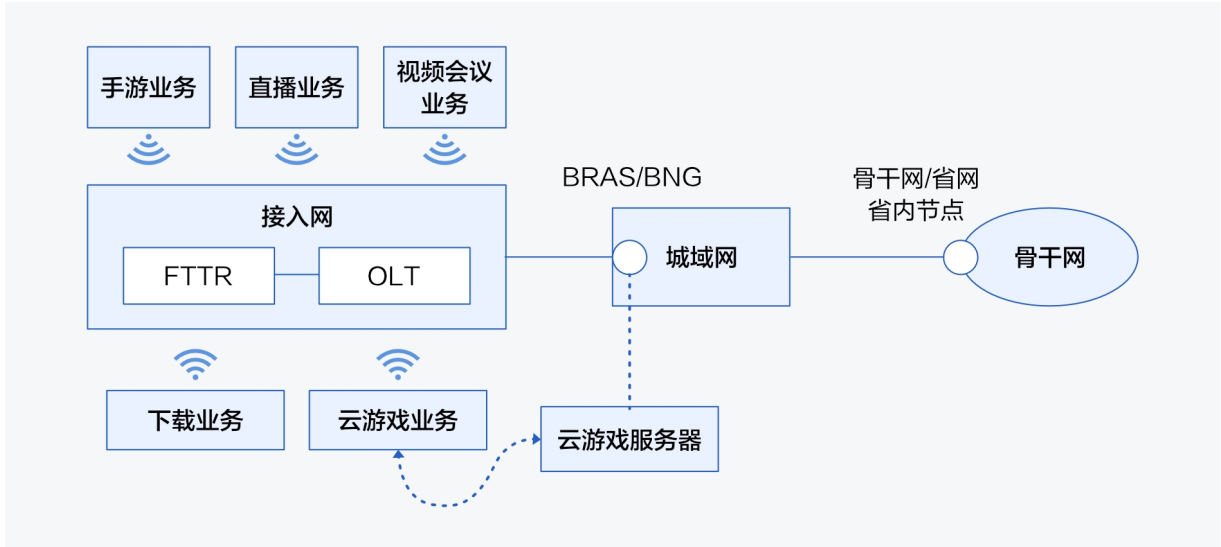 手游业务
直播业务
视频会议
业务
接入网
FTTR
OLT
BRAS/BNG
城域网
骨干网/省网
省内节点
骨干网
下载业务
云游戏业务
云游戏服务器